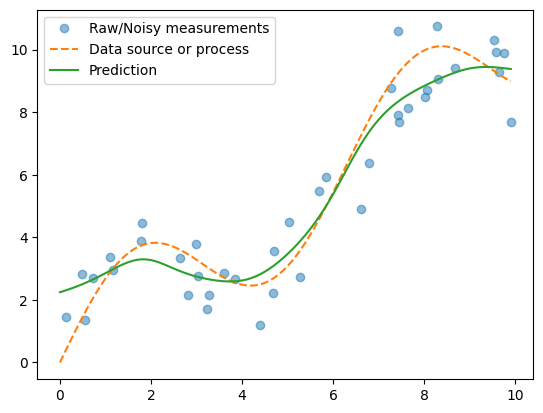 Raw/Noisy measurements
Data source or process
Prediction
10
8
6
4
2
0
0 2 4 6 8 10